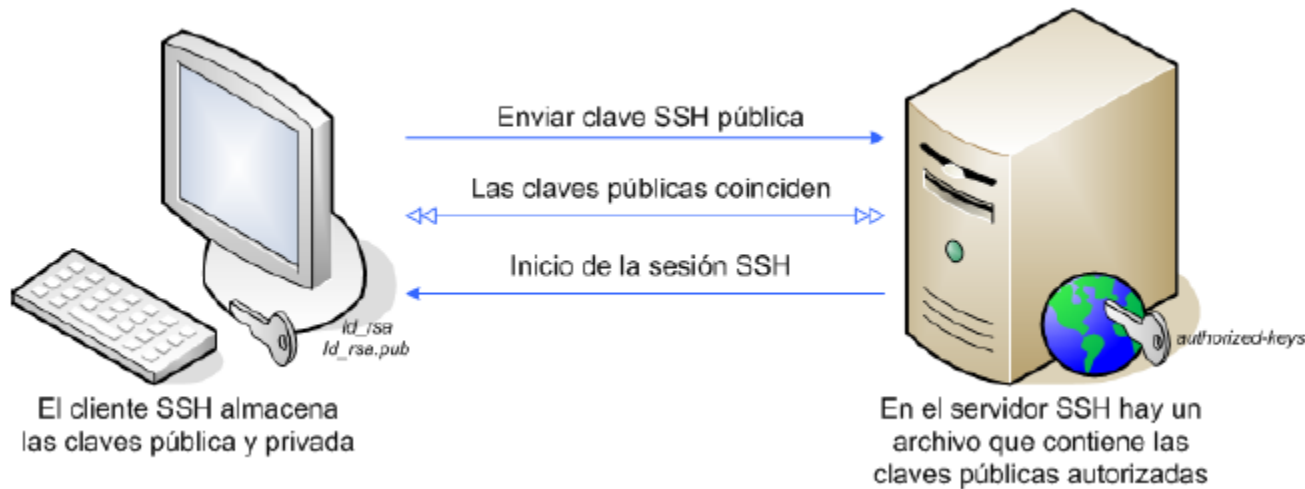 Enviar clave SSH pública
Las claves públicas coinciden
Inicio de la sesión SSH
Id_rsa
Id_rsa.pub
authorized-keys
El cliente SSH almacena
las claves pública y privada
En el servidor SSH hay un
archivo que contiene las
claves públicas autorizadas